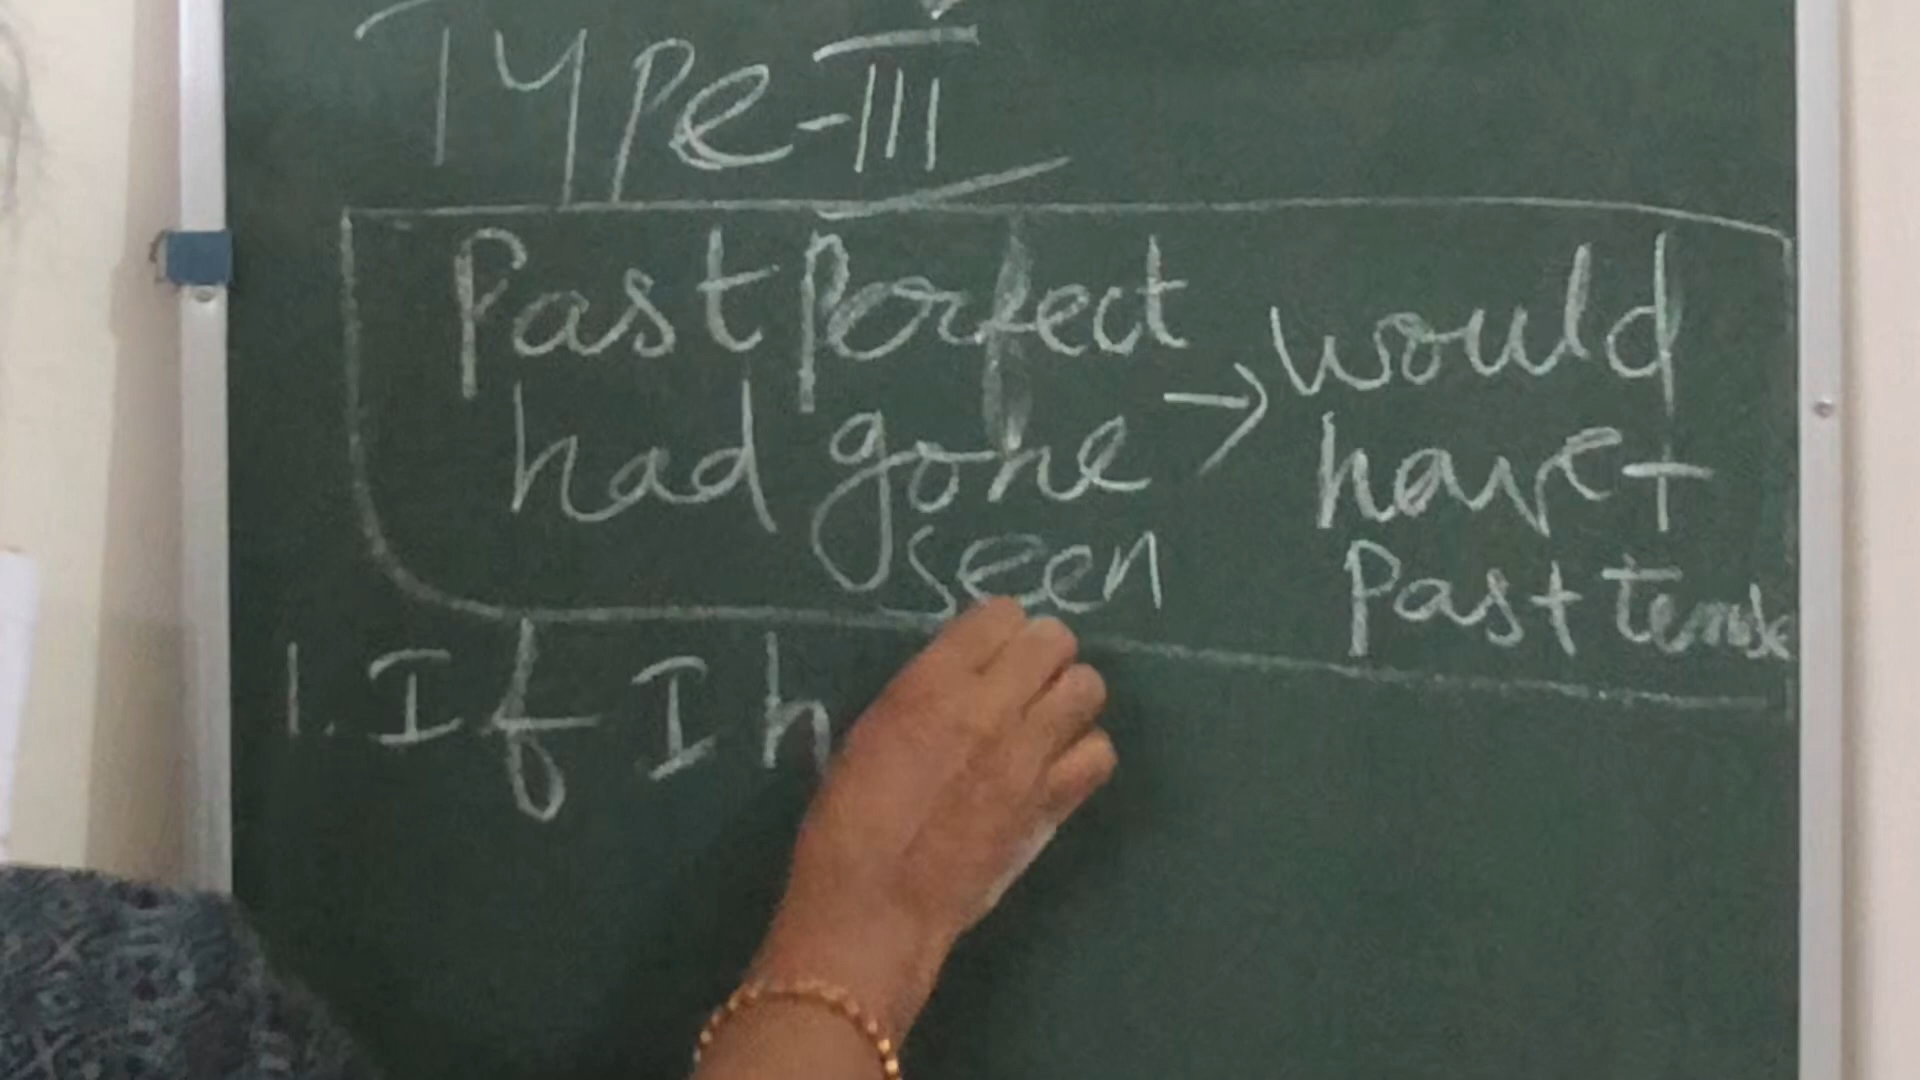 Type-III
Past Perfect
had gone → would
have +
seen
Past tense
1. If I h